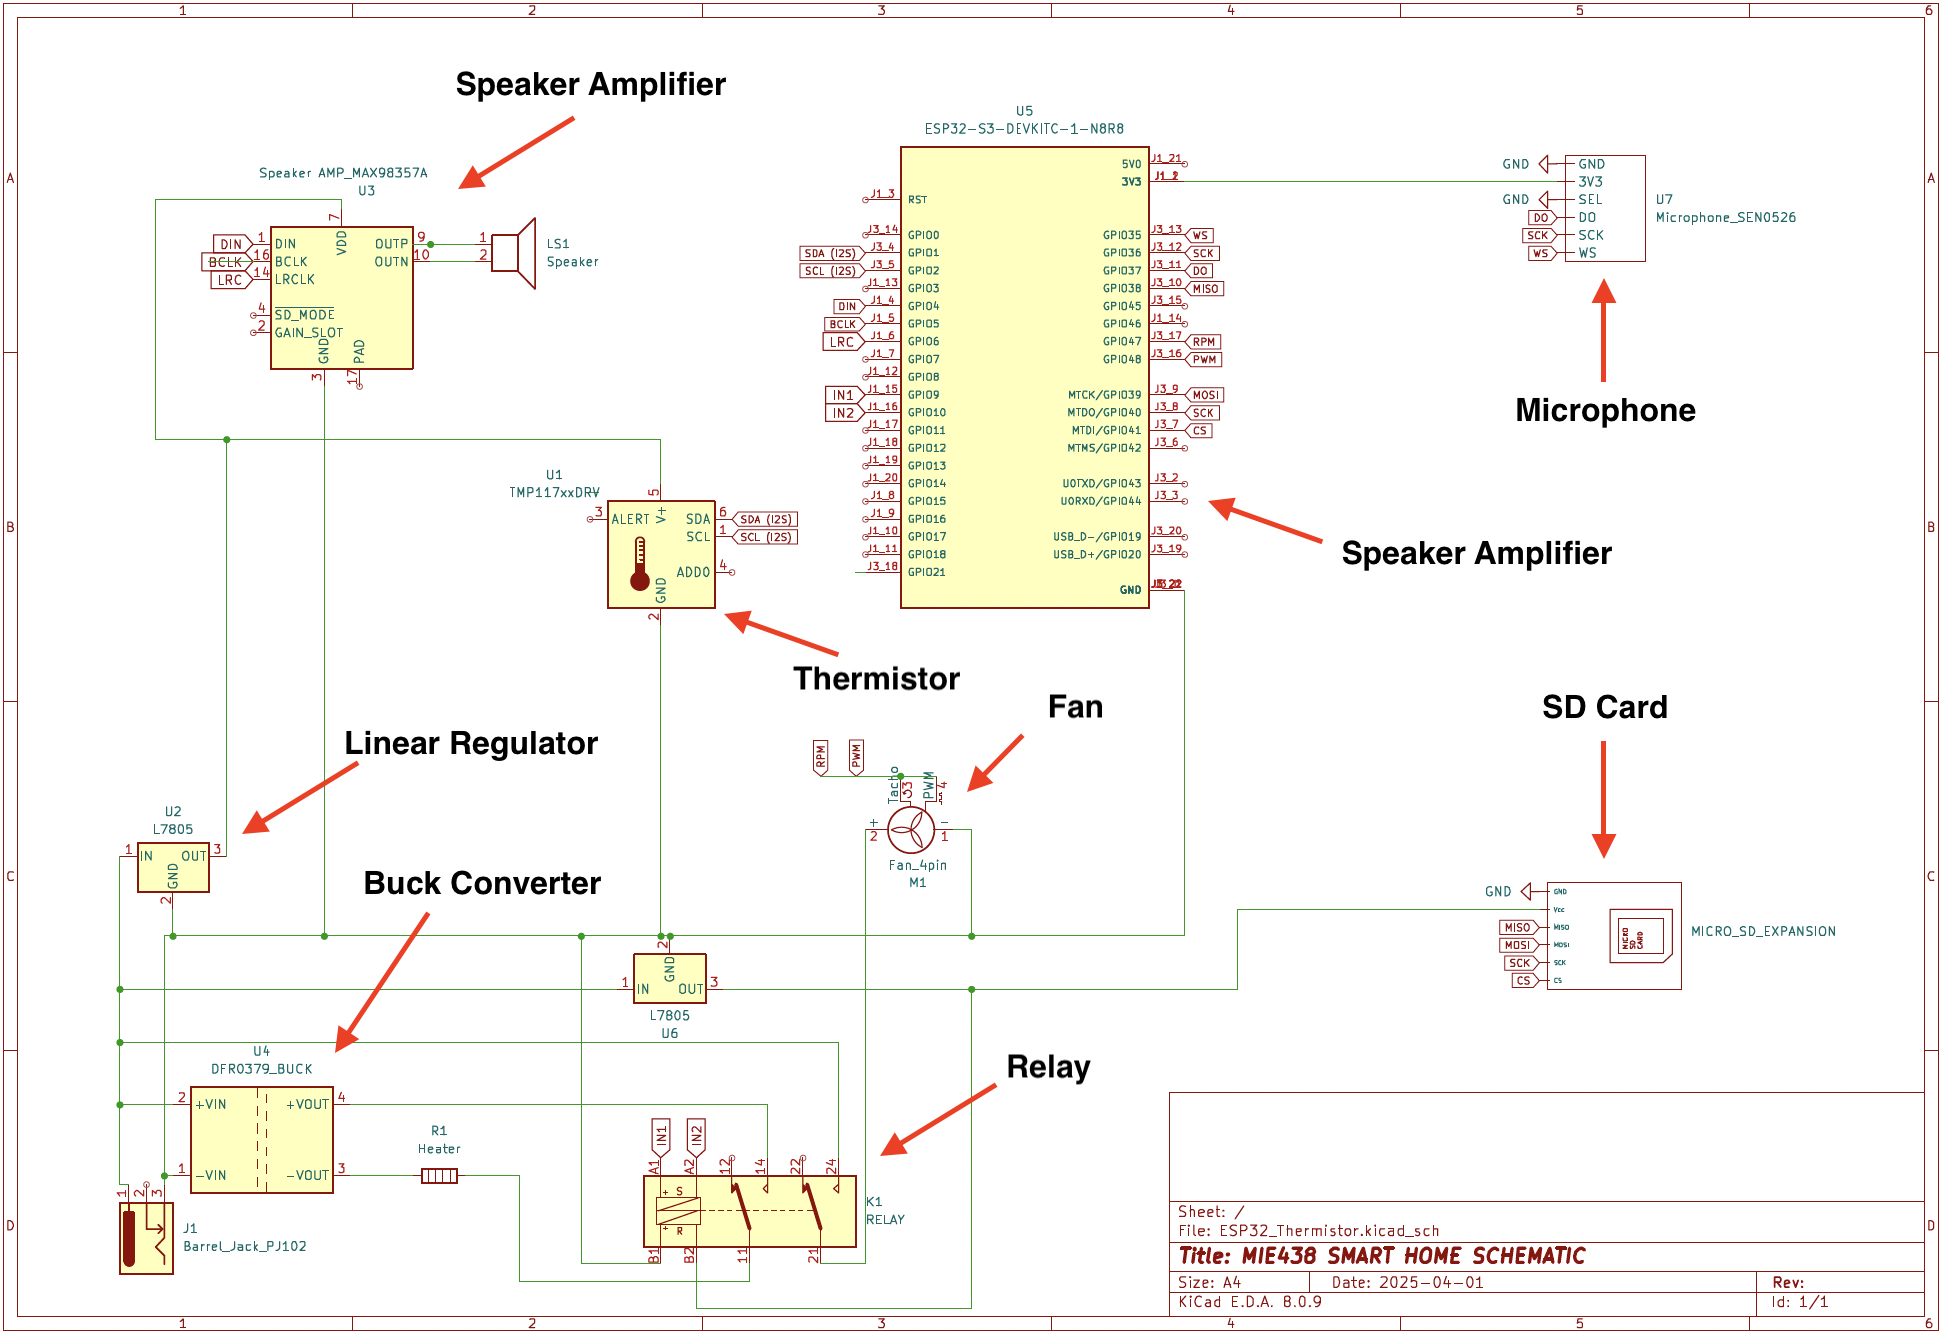 1 2 3 4 5 6
A
B
C
D
Speaker Amplifier
Speaker AMP_MAX98357A
U3
7
VDD
DIN 1 DIN
BCLK 16 BCLK
LRC 14 LRCLK
4 SD_MODE
2 GAIN_SLOT
OUTP 9
OUTN 10
GND PAD
3 17
1
2
LS1
Speaker
U5
ESP32-S3-DEVKITC-1-N8R8
5V0 J1_21
3V3 J1_2
J1_3 RST
J3_14 GPIO0
SDA (I2S) J3_4 GPIO1
SCL (I2S) J3_5 GPIO2
J1_13 GPIO3
DIN J1_4 GPIO4
BCLK J1_5 GPIO5
LRC J1_6 GPIO6
J1_7 GPIO7
J1_12 GPIO8
IN1 J1_15 GPIO9
IN2 J1_16 GPIO10
J1_17 GPIO11
J1_18 GPIO12
J1_19 GPIO13
J1_20 GPIO14
J1_8 GPIO15
J1_9 GPIO16
J1_10 GPIO17
J1_11 GPIO18
J3_18 GPIO21
GPIO35 J3_13 WS
GPIO36 J3_12 SCK
GPIO37 J3_11 DO
GPIO38 J3_10 MISO
GPIO45 J3_15
GPIO46 J1_14
GPIO47 J3_17 RPM
GPIO48 J3_16 PWM
MTCK/GPIO39 J3_9 MOSI
MTDO/GPIO40 J3_8 SCK
MTDI/GPIO41 J3_7 CS
MTMS/GPIO42 J3_6
U0TXD/GPIO43 J3_2
U0RXD/GPIO44 J3_3
USB_D-/GPIO19 J3_20
USB_D+/GPIO20 J3_19
GND
GND GND
3V3
GND SEL
DO DO
SCK SCK
WS WS
U7
Microphone_SEN0526
Microphone
Speaker Amplifier
U1
TMP117xxDRV
5
V+
3 ALERT
SDA 6 SDA (I2S)
SCL 1 SCL (I2S)
ADD0 4
GND
2
Thermistor
Fan
RPM PWM
Tacho 3
PWM 4
+ 2
- 1
Fan_4pin
M1
SD Card
GND GND
Vcc
MISO MISO
MOSI MOSI
SCK SCK
CS CS
MICRO
SD
CARD
MICRO_SD_EXPANSION
Linear Regulator
U2
L7805
1 IN OUT 3
GND
2
Buck Converter
2
GND
1 IN OUT 3
L7805
U6
U4
DFR0379_BUCK
2 +VIN +VOUT 4
1 -VIN -VOUT 3
R1
Heater
Relay
IN1 IN2
A1 A2 12 14 22 24
+ S
+ R
B1 B2 11 21
K1
RELAY
1 2 3
J1
Barrel_Jack_PJ102
Sheet: /
File: ESP32_Thermistor.kicad_sch
Title: MIE438 SMART HOME SCHEMATIC
Size: A4 Date: 2025-04-01 Rev:
KiCad E.D.A. 8.0.9 Id: 1/1
A
B
C
D
1 2 3 4 5 6